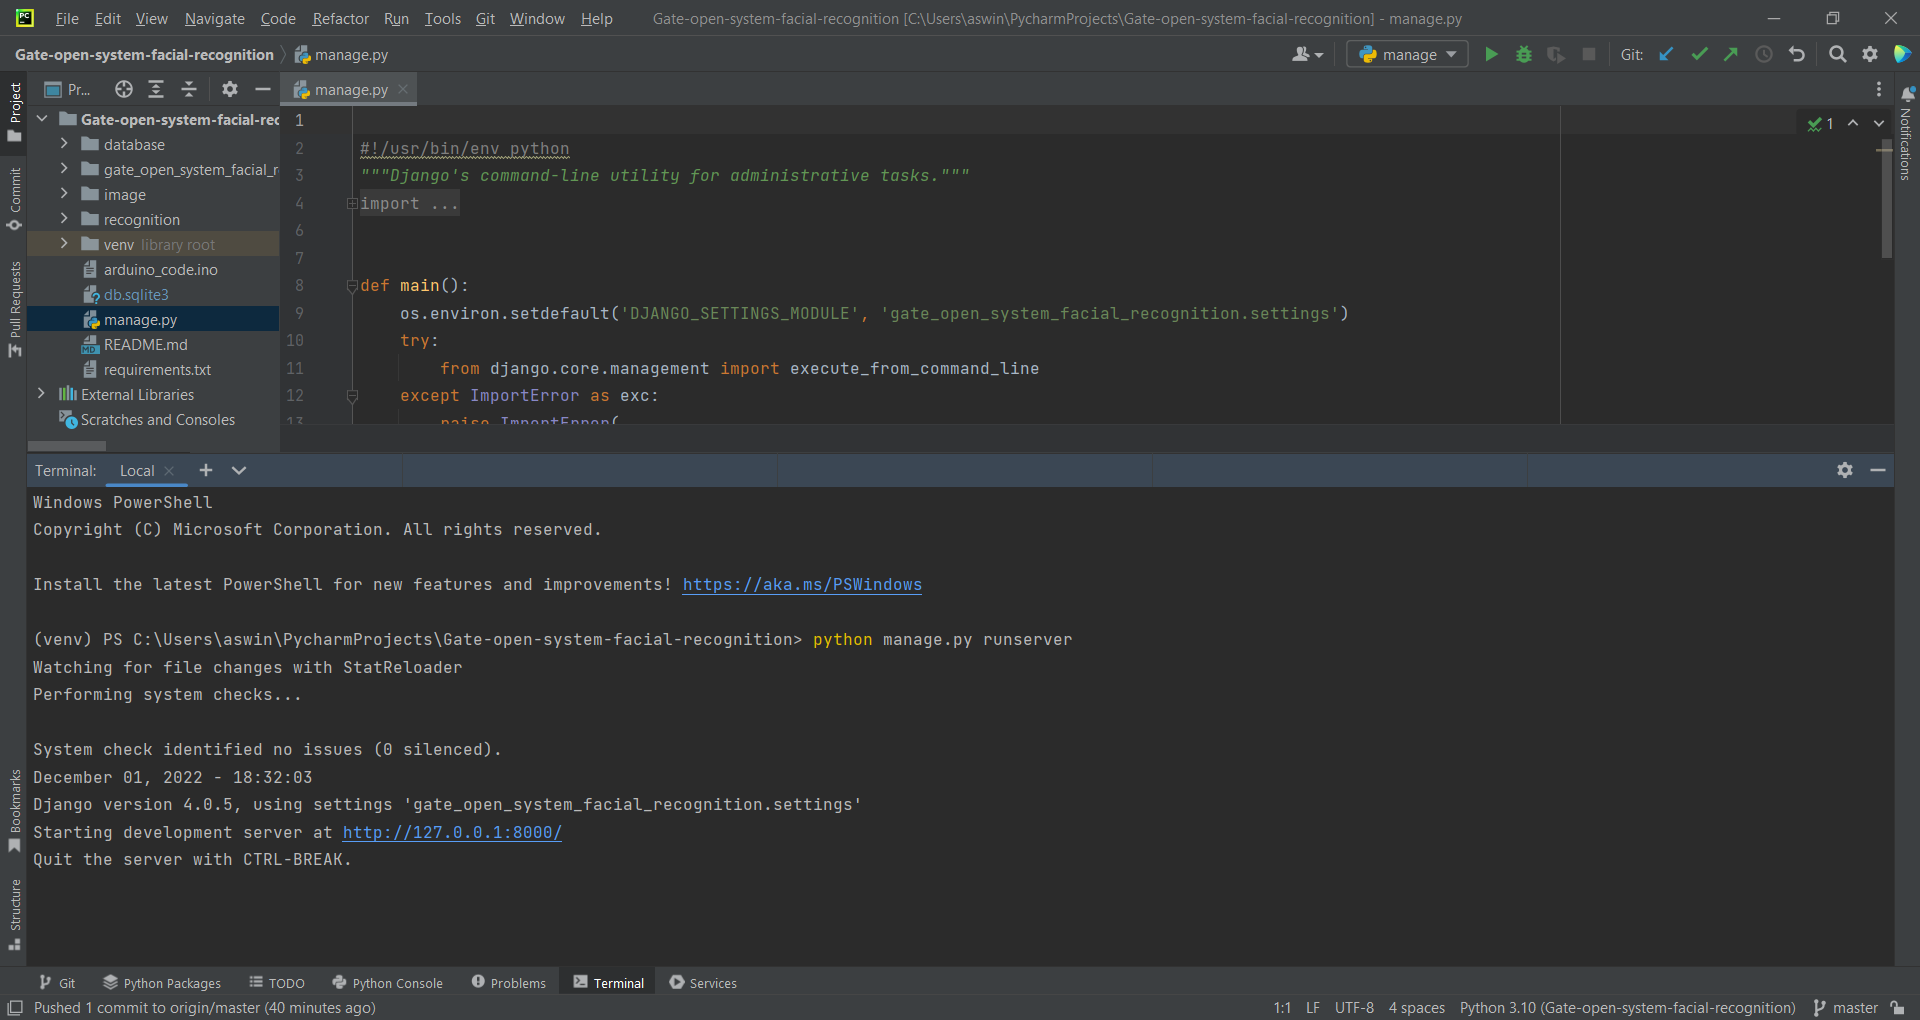 PC
File Edit View Navigate Code Refactor Run Tools Git Window Help
Gate-open-system-facial-recognition [C:\Users\aswin\PycharmProjects\Gate-open-system-facial-recognition] - manage.py
Gate-open-system-facial-recognition
manage.py
manage
Git:
Project
Commit
Pull Requests
Bookmarks
Structure
Notifications
Pr...
Gate-open-system-facial-rec
database
gate_open_system_facial_r
image
recognition
venv library root
arduino_code.ino
db.sqlite3
manage.py
README.md
requirements.txt
External Libraries
Scratches and Consoles
manage.py
1
1
2 #!/usr/bin/env python
3 """Django's command-line utility for administrative tasks."""
4 import ...
6
7
8 def main():
9 os.environ.setdefault('DJANGO_SETTINGS_MODULE', 'gate_open_system_facial_recognition.settings')
10 try:
11 from django.core.management import execute_from_command_line
12 except ImportError as exc:
13 raise ImportError(
Terminal: Local
Windows PowerShell
Copyright (C) Microsoft Corporation. All rights reserved.
Install the latest PowerShell for new features and improvements! https://aka.ms/PSWindows
(venv) PS C:\Users\aswin\PycharmProjects\Gate-open-system-facial-recognition> python manage.py runserver
Watching for file changes with StatReloader
Performing system checks...
System check identified no issues (0 silenced).
December 01, 2022 - 18:32:03
Django version 4.0.5, using settings 'gate_open_system_facial_recognition.settings'
Starting development server at http://127.0.0.1:8000/
Quit the server with CTRL-BREAK.
Git Python Packages TODO Python Console Problems Terminal Services
Pushed 1 commit to origin/master (40 minutes ago)
1:1 LF UTF-8 4 spaces Python 3.10 (Gate-open-system-facial-recognition) master